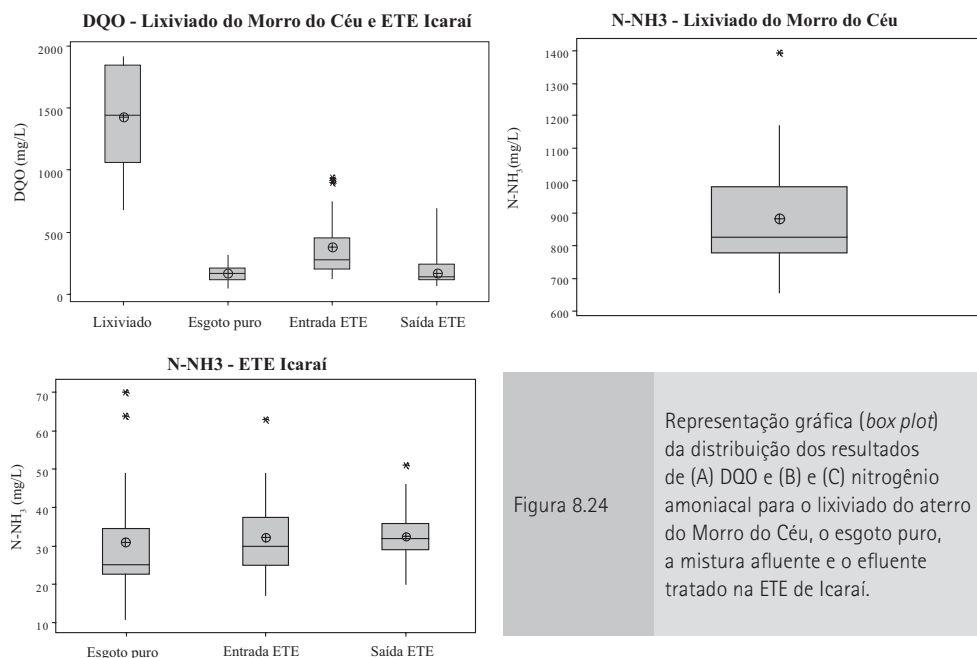 DQO - Lixiviado do Morro do Céu e ETE Icaraí
2000
1500
1000
500
0
DQO (mg/L)
Lixiviado Esgoto puro Entrada ETE Saída ETE
N-NH3 - Lixiviado do Morro do Céu
1400
1300
1200
1100
1000
900
800
700
600
N-NH3(mg/L)
N-NH3 - ETE Icaraí
70
60
50
40
30
20
10
N-NH3 (mg/L)
Esgoto puro Entrada ETE Saída ETE
Figura 8.24
Representação gráfica (box plot)
da distribuição dos resultados
de (A) DQO e (B) e (C) nitrogênio
amoniacal para o lixiviado do aterro
do Morro do Céu, o esgoto puro,
a mistura afluente e o efluente
tratado na ETE de Icaraí.